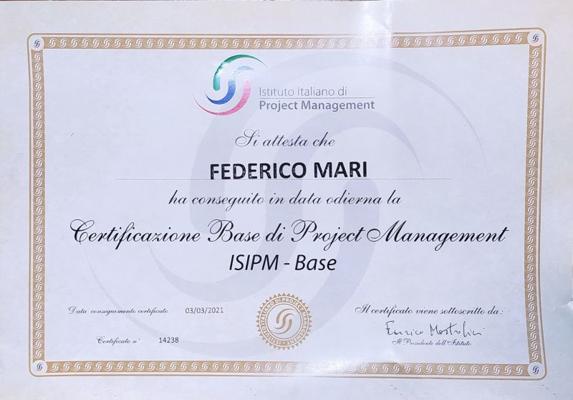 Istituto Italiano di
Project Management
Si attesta che
FEDERICO MARI
ha conseguito in data odierna la
Certificazione Base di Project Management
ISIPM - Base
Data conseguimento certificato 03/03/2021
Il certificato viene sottoscritto da:
Certificato n° 14238
Il Presidente dell'Istituto